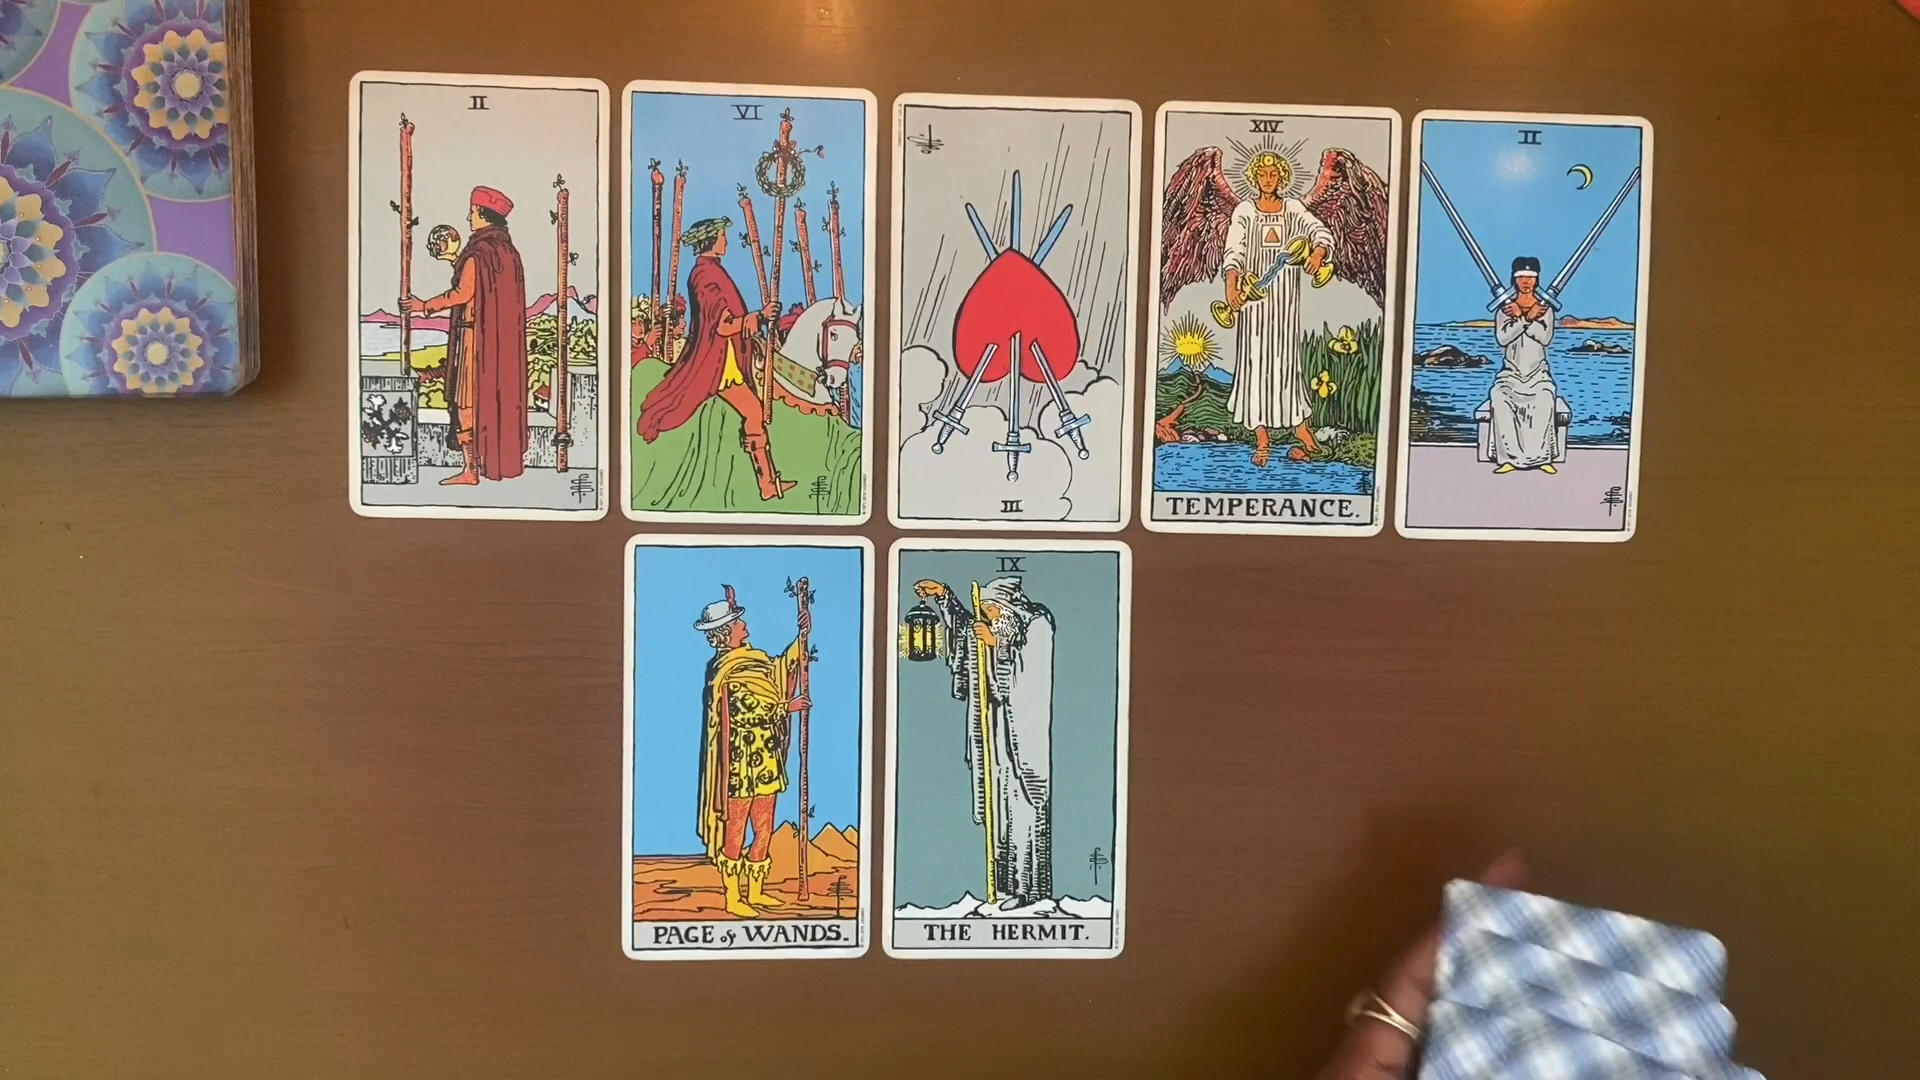 II
VI
XIV
TEMPERANCE.
II
III
PAGE of WANDS.
IX
THE HERMIT.